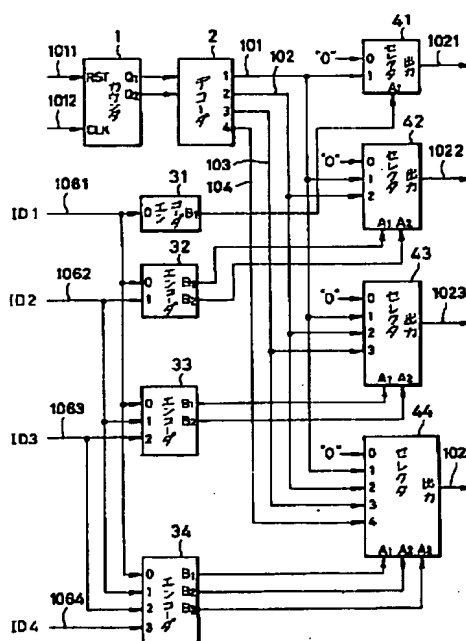 1 2 101 102 41 1021
1011 RST カウンタ Q1 Q2 デコーダ 1 2 3 4 "0" 0 1 セレクタ 出力 A1
1012 CLK
103 104 42 1022
"0" 0 1 2 セレクタ 出力 A1 A2
1061 31
ID1 0 エンコーダ B1
1062 32
ID2 0 1 エンコーダ B1 B2
43 1023
"0" 0 1 2 3 セレクタ 出力 A1 A2
1063 33
ID3 0 1 2 エンコーダ B1 B2
44 102
"0" 0 1 2 3 4 セレクタ 出力 A1 A2 A3
34
0 1 2 3 エンコーダ B1 B2 B3
1064
ID4